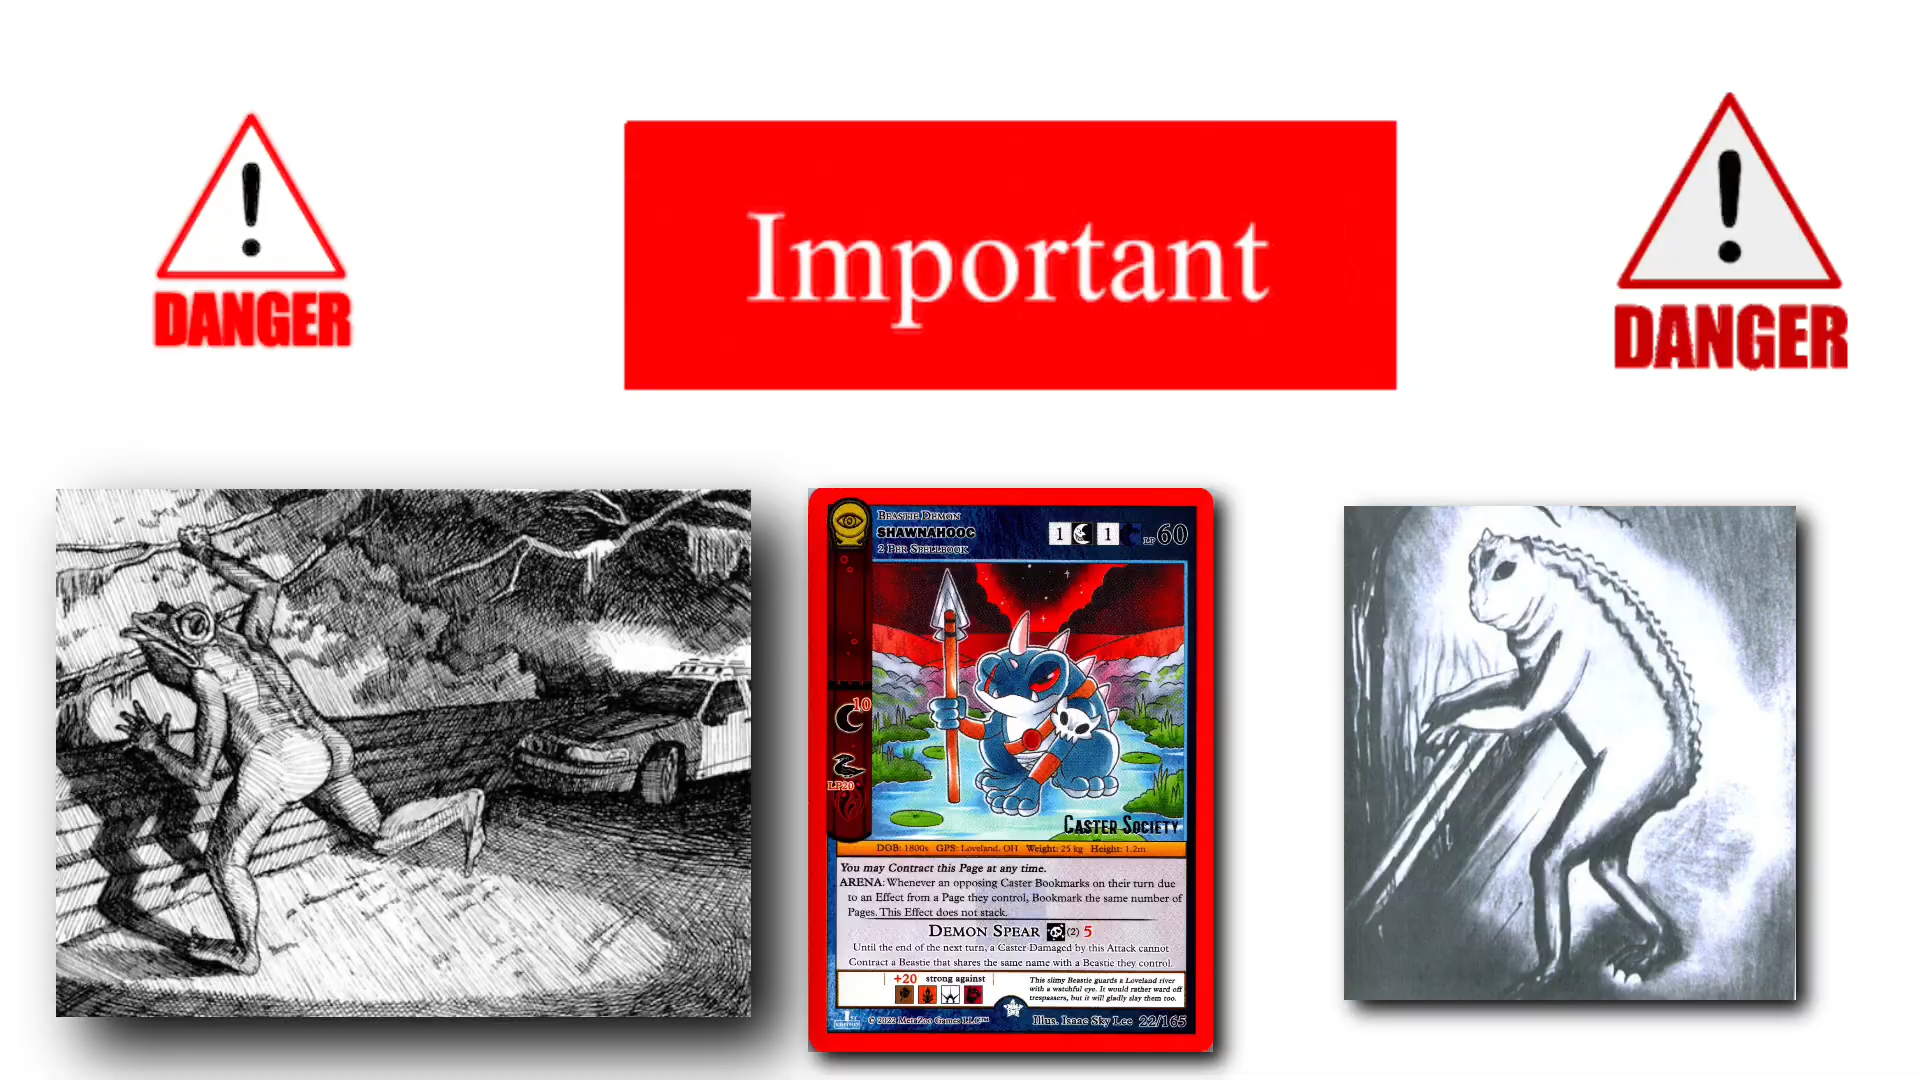 Important
DANGER
DANGER
BEASTIE DEMON
SHAWNAHOOC
2 PER SPELLBOOK
1 1 LP 60
10
LP20
CASTER SOCIETY
DOB: 1800s GPS: Loveland, OH Weight: 25 kg Height: 1.2m
You may Contract this Page at any time.
ARENA: Whenever an opposing Caster Bookmarks on their turn due
to an Effect from a Page they control, Bookmark the same number of
Pages. This Effect does not stack.
DEMON SPEAR (2) 5
Until the end of the next turn, a Caster Damaged by this Attack cannot
Contract a Beastie that shares the same name with a Beastie they control.
+20 strong against
This slimy Beastie guards a Loveland river
with a watchful eye. It would rather ward off
trespassers, but it will gladly slay them too.
1st EDITION
© 2022 MetaZoo Games LLC™
Illus. Isaac Sky Lee 22/165